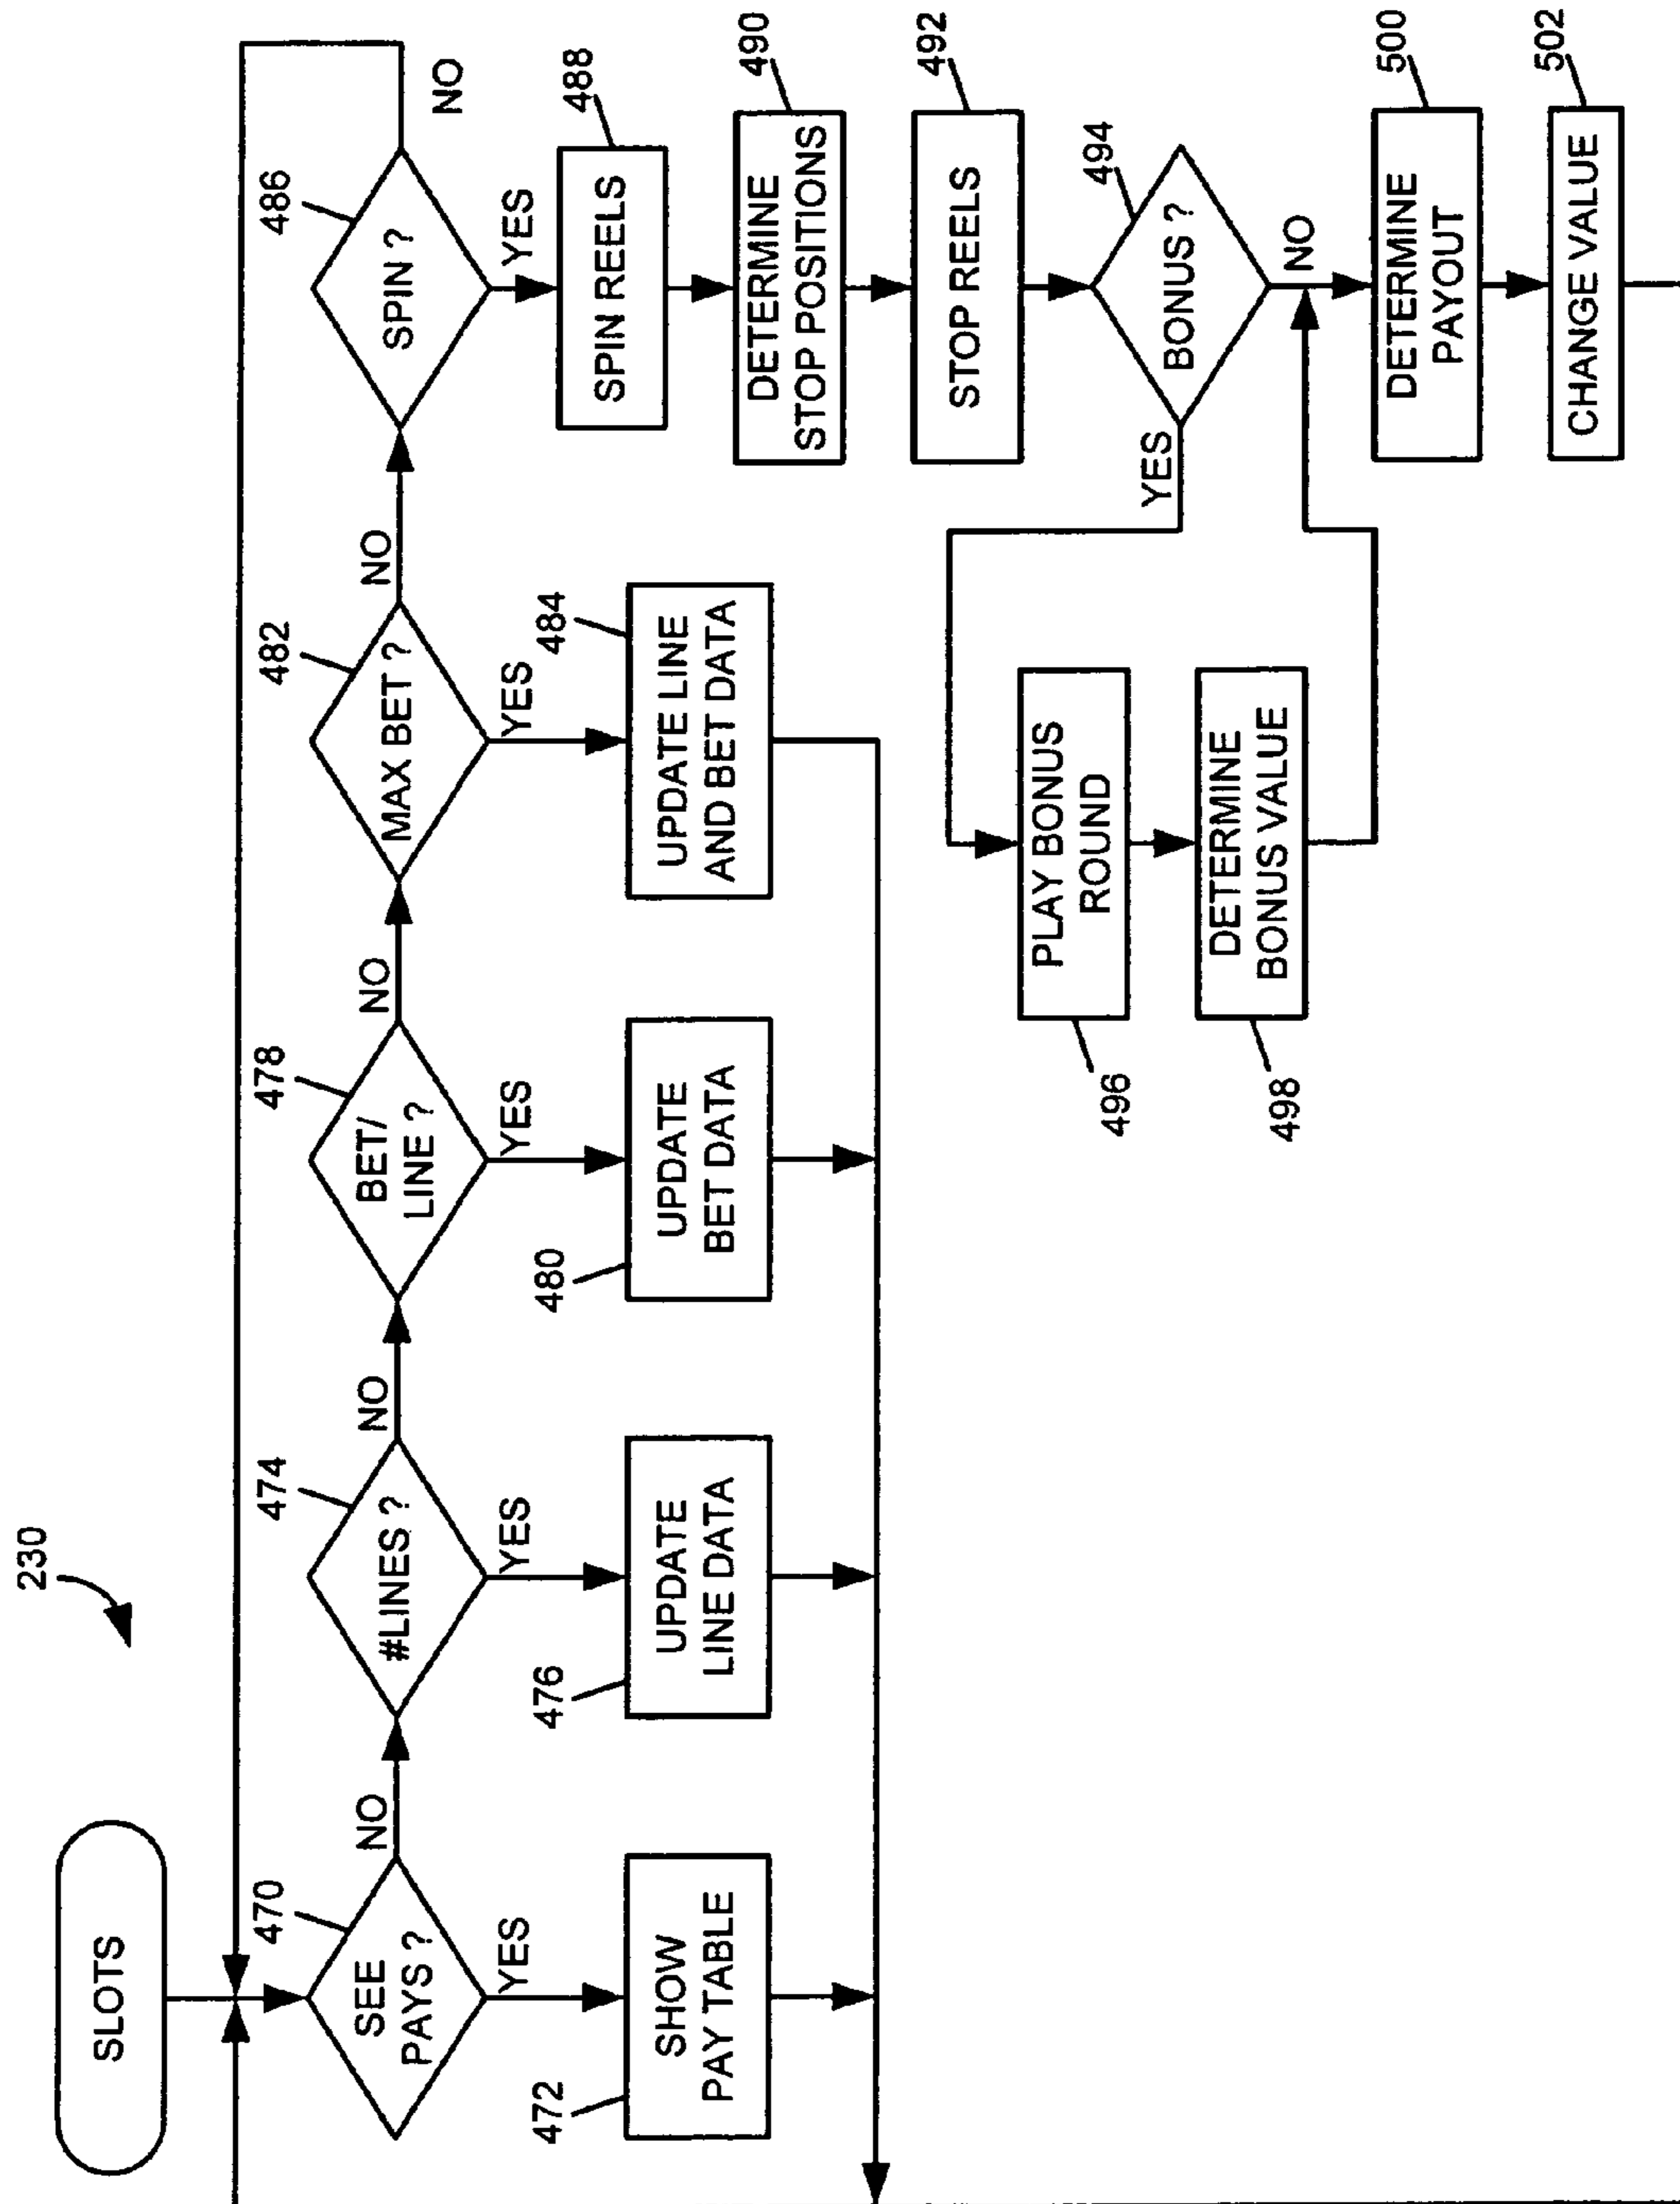 230
SLOTS
470
SEE
PAYS ?
NO
YES
472
SHOW
PAY TABLE
474
#LINES ?
NO
YES
476
UPDATE
LINE DATA
478
BET/
LINE ?
NO
YES
480
UPDATE
BET DATA
482
MAX BET ?
NO
YES
484
UPDATE LINE
AND BET DATA
486
SPIN ?
NO
YES
488
SPIN REELS
490
DETERMINE
STOP POSITIONS
492
STOP REELS
494
BONUS ?
YES
NO
496
PLAY BONUS
ROUND
498
DETERMINE
BONUS VALUE
500
DETERMINE
PAYOUT
502
CHANGE VALUE